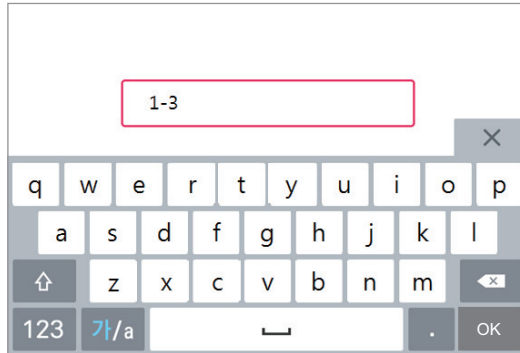 1-3
q w e r t y u i o p
a s d f g h j k l
z x c v b n m
123 가/a . OK